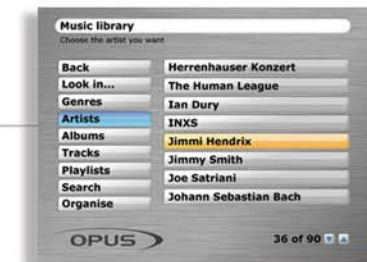 Music library
Choose the artist you want
Back
Look in...
Genres
Artists
Albums
Tracks
Playlists
Search
Organise
Herrenhauser Konzert
The Human League
Ian Dury
INXS
Jimmi Hendrix
Jimmy Smith
Joe Satriani
Johann Sebastian Bach
OPUS
36 of 90